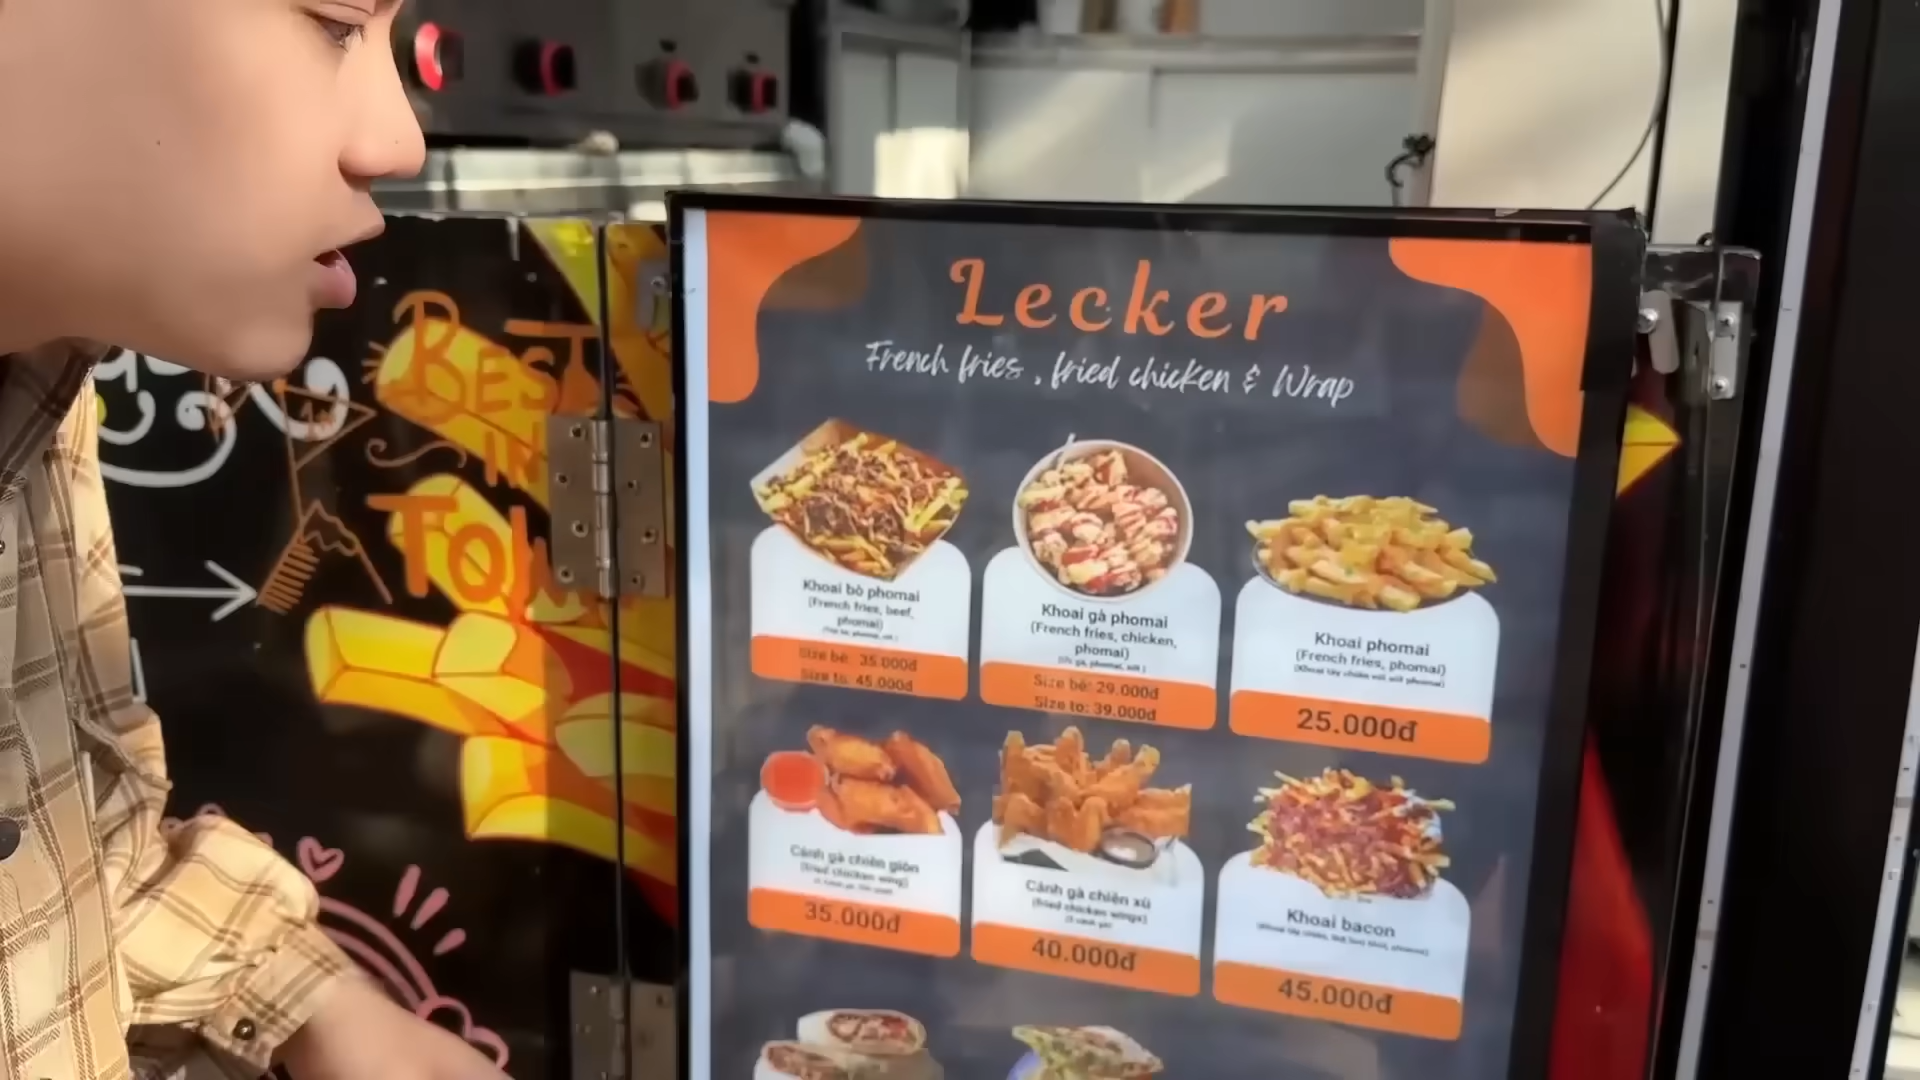 Lecker
French fries , fried chicken & Wrap
BEST
IN
Khoai bò phomai
(French fries, beef,
phomai)
Size bé: 35.000đ
Size to: 45.000đ
Khoai gà phomai
(French fries, chicken,
phomai)
Size bé: 29.000đ
Size to: 39.000đ
Khoai phomai
(French fries, phomai)
25.000đ
Cánh gà chiên giòn
(fried chicken wing)
35.000đ
Cánh gà chiên xù
(fried chicken wings)
40.000đ
Khoai bacon
45.000đ